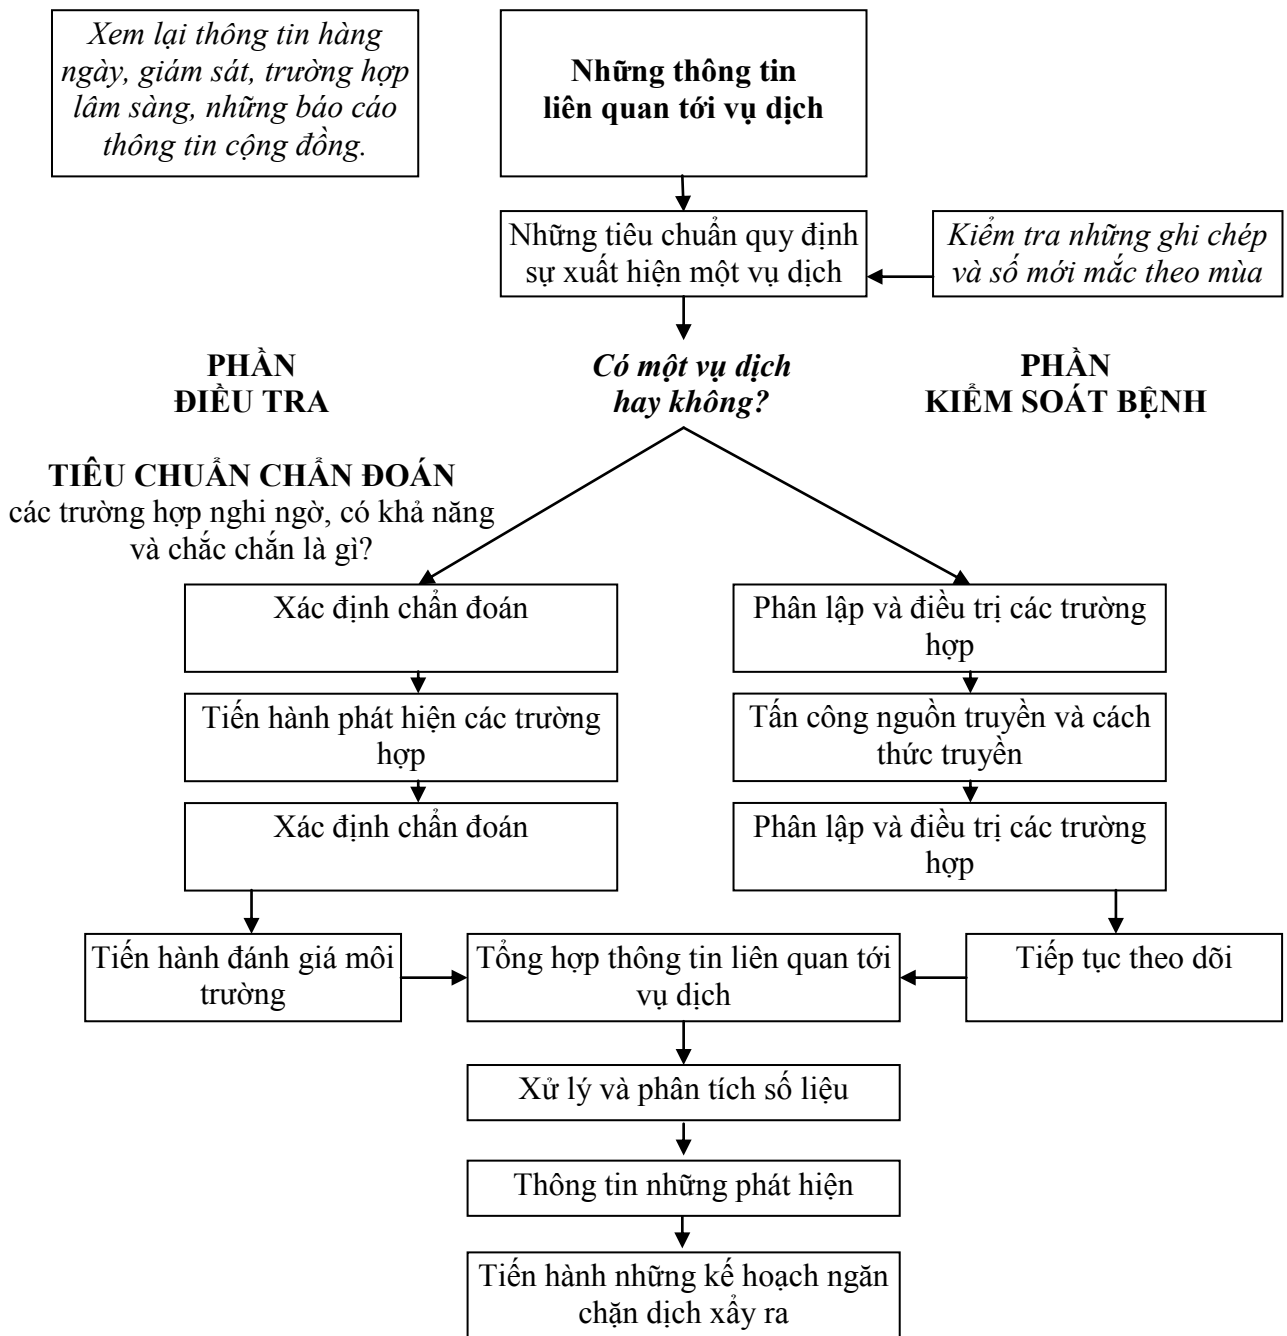 Xem lại thông tin hàng
ngày, giám sát, trường hợp
lâm sàng, những báo cáo
thông tin cộng đồng.
Những thông tin
liên quan tới vụ dịch
Những tiêu chuẩn quy định
sự xuất hiện một vụ dịch
Kiểm tra những ghi chép
và số mới mắc theo mùa
PHẦN
ĐIỀU TRA
Có một vụ dịch
hay không?
PHẦN
KIỂM SOÁT BỆNH
TIÊU CHUẨN CHẨN ĐOÁN
các trường hợp nghi ngờ, có khả năng
và chắc chắn là gì?
Xác định chẩn đoán
Phân lập và điều trị các trường
hợp
Tiến hành phát hiện các trường
hợp
Tấn công nguồn truyền và cách
thức truyền
Xác định chẩn đoán
Phân lập và điều trị các trường
hợp
Tiến hành đánh giá môi
trường
Tổng hợp thông tin liên quan tới
vụ dịch
Tiếp tục theo dõi
Xử lý và phân tích số liệu
Thông tin những phát hiện
Tiến hành những kế hoạch ngăn
chặn dịch xẩy ra